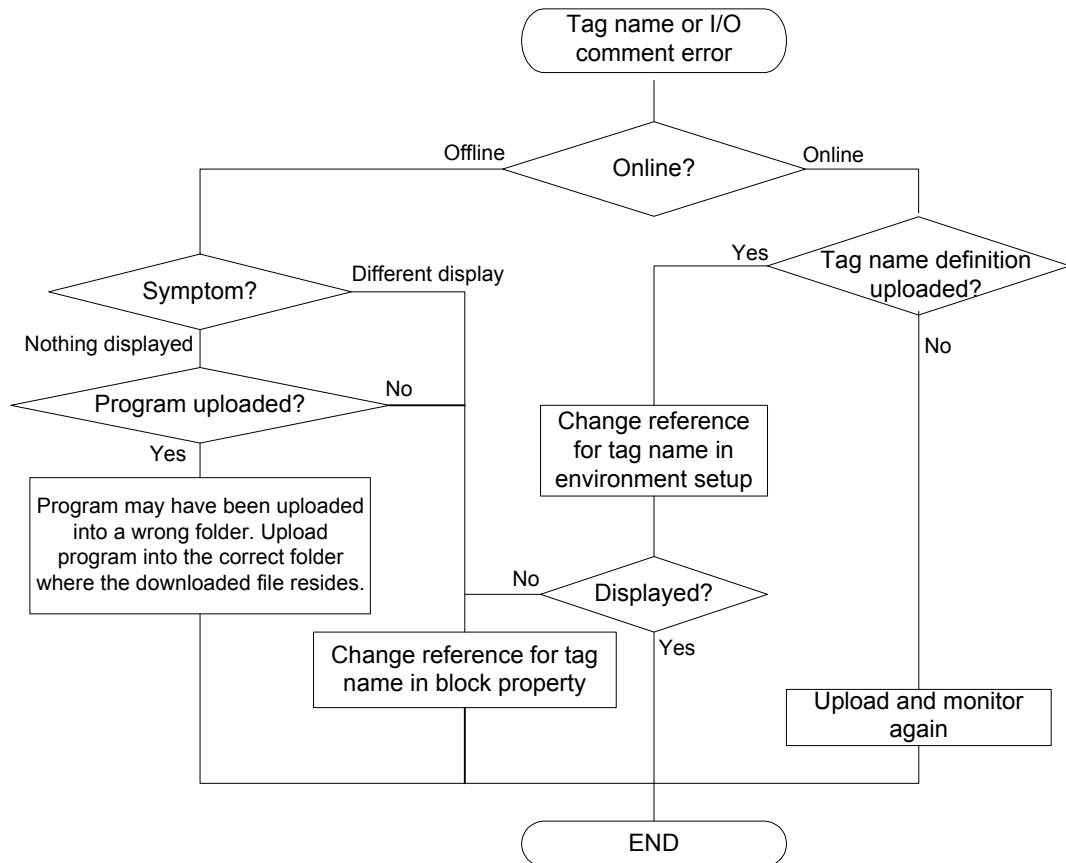 Tag name or I/O
comment error
Offline
Online?
Online
Yes
Tag name definition
uploaded?
Different display
Symptom?
Nothing displayed
No
No
Program uploaded?
Yes
Change reference
for tag name in
environment setup
Program may have been uploaded
into a wrong folder. Upload
program into the correct folder
where the downloaded file resides.
No
Displayed?
Yes
Change reference for tag
name in block property
Upload and monitor
again
END